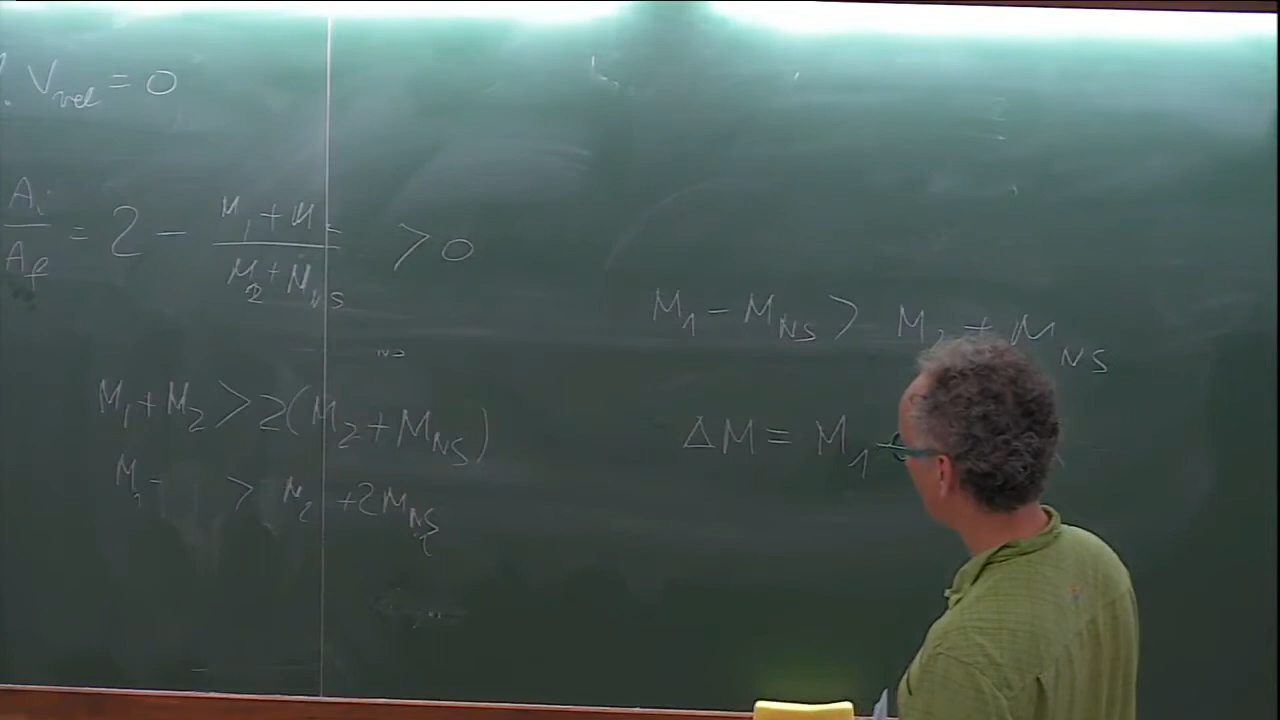 V_rel = 0
A_i / A_f = 2 - (M_1 + M_2) / (M_2 + M_NS) > 0
M_1 + M_2 > 2(M_2 + M_NS)
M_1 - > M_2 + 2M_NS
M_1 - M_NS > M_2 + M_NS
ΔM = M_1 -